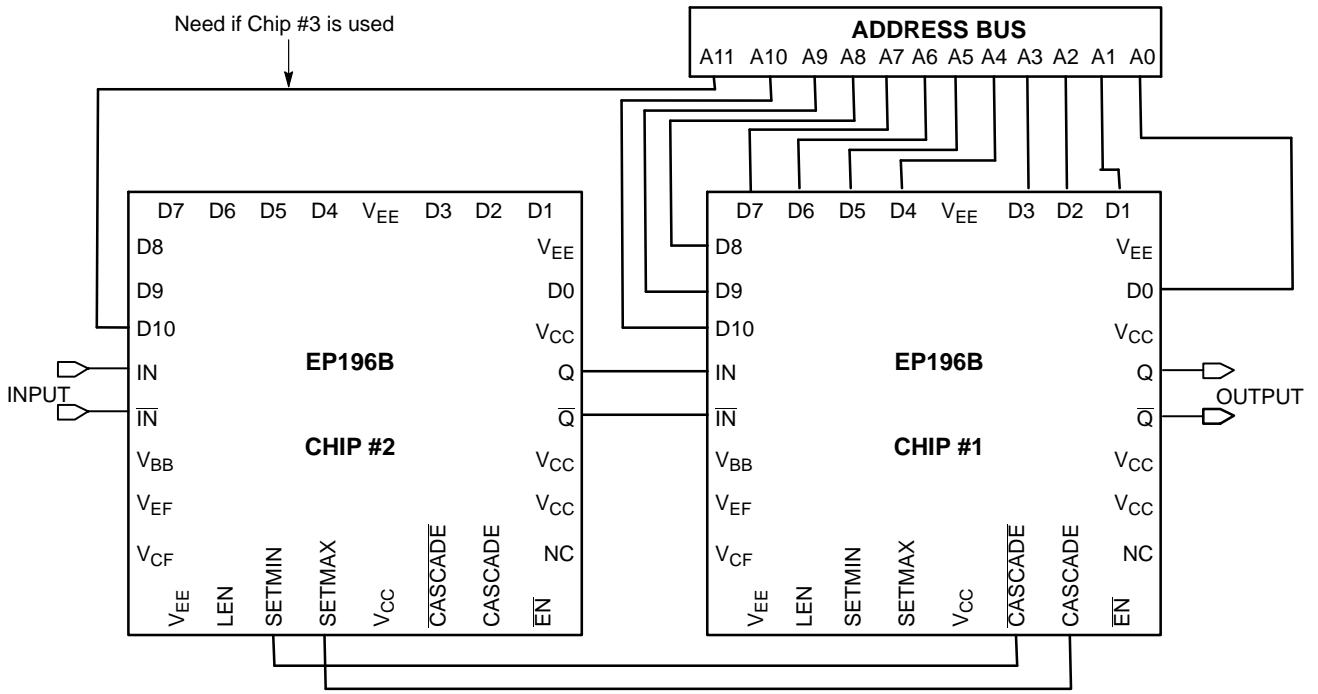 Need if Chip #3 is used
ADDRESS BUS
A11 A10 A9 A8 A7 A6 A5 A4 A3 A2 A1 A0
D7 D6 D5 D4 VEE D3 D2 D1
D8 VEE
D9 D0
D10 VCC
IN EP196B Q
INPUT
IN Q
CHIP #2
VBB VCC
VEF VCC
VCF NC
VEE LEN SETMIN SETMAX VCC CASCADE CASCADE EN
D7 D6 D5 D4 VEE D3 D2 D1
D8 VEE
D9 D0
D10 VCC
IN EP196B Q
OUTPUT
IN Q
CHIP #1
VBB VCC
VEF VCC
VCF NC
VEE LEN SETMIN SETMAX VCC CASCADE CASCADE EN